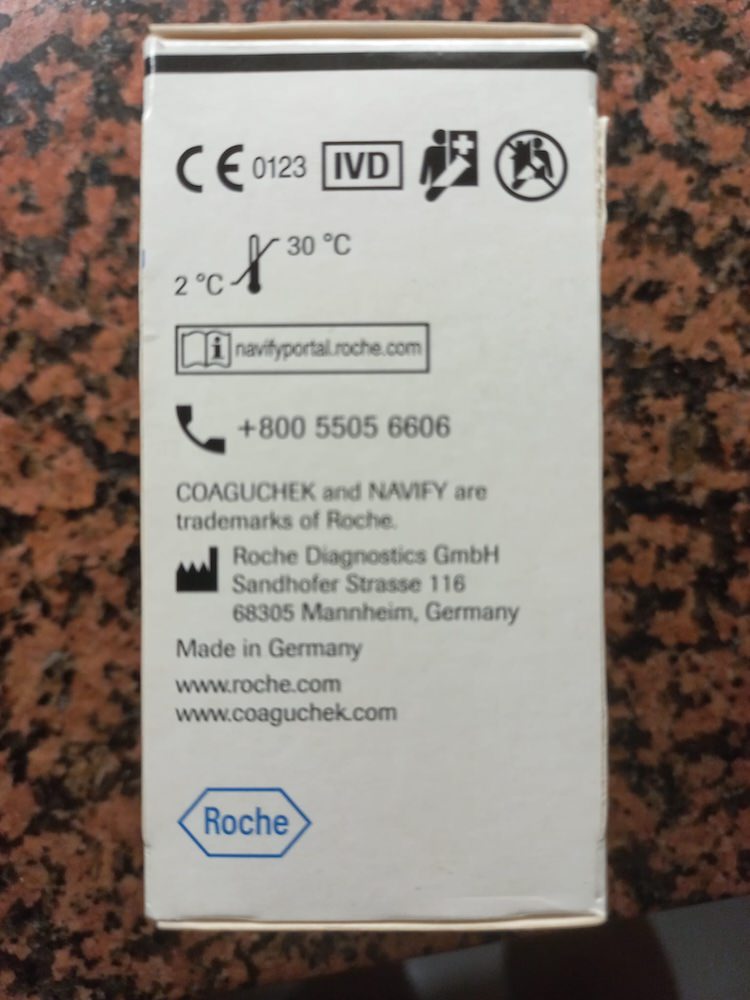 CE 0123 IVD
30 °C
2 °C
i navifyportal.roche.com
+800 5505 6606
COAGUCHEK and NAVIFY are
trademarks of Roche.
Roche Diagnostics GmbH
Sandhofer Strasse 116
68305 Mannheim, Germany
Made in Germany
www.roche.com
www.coaguchek.com
Roche